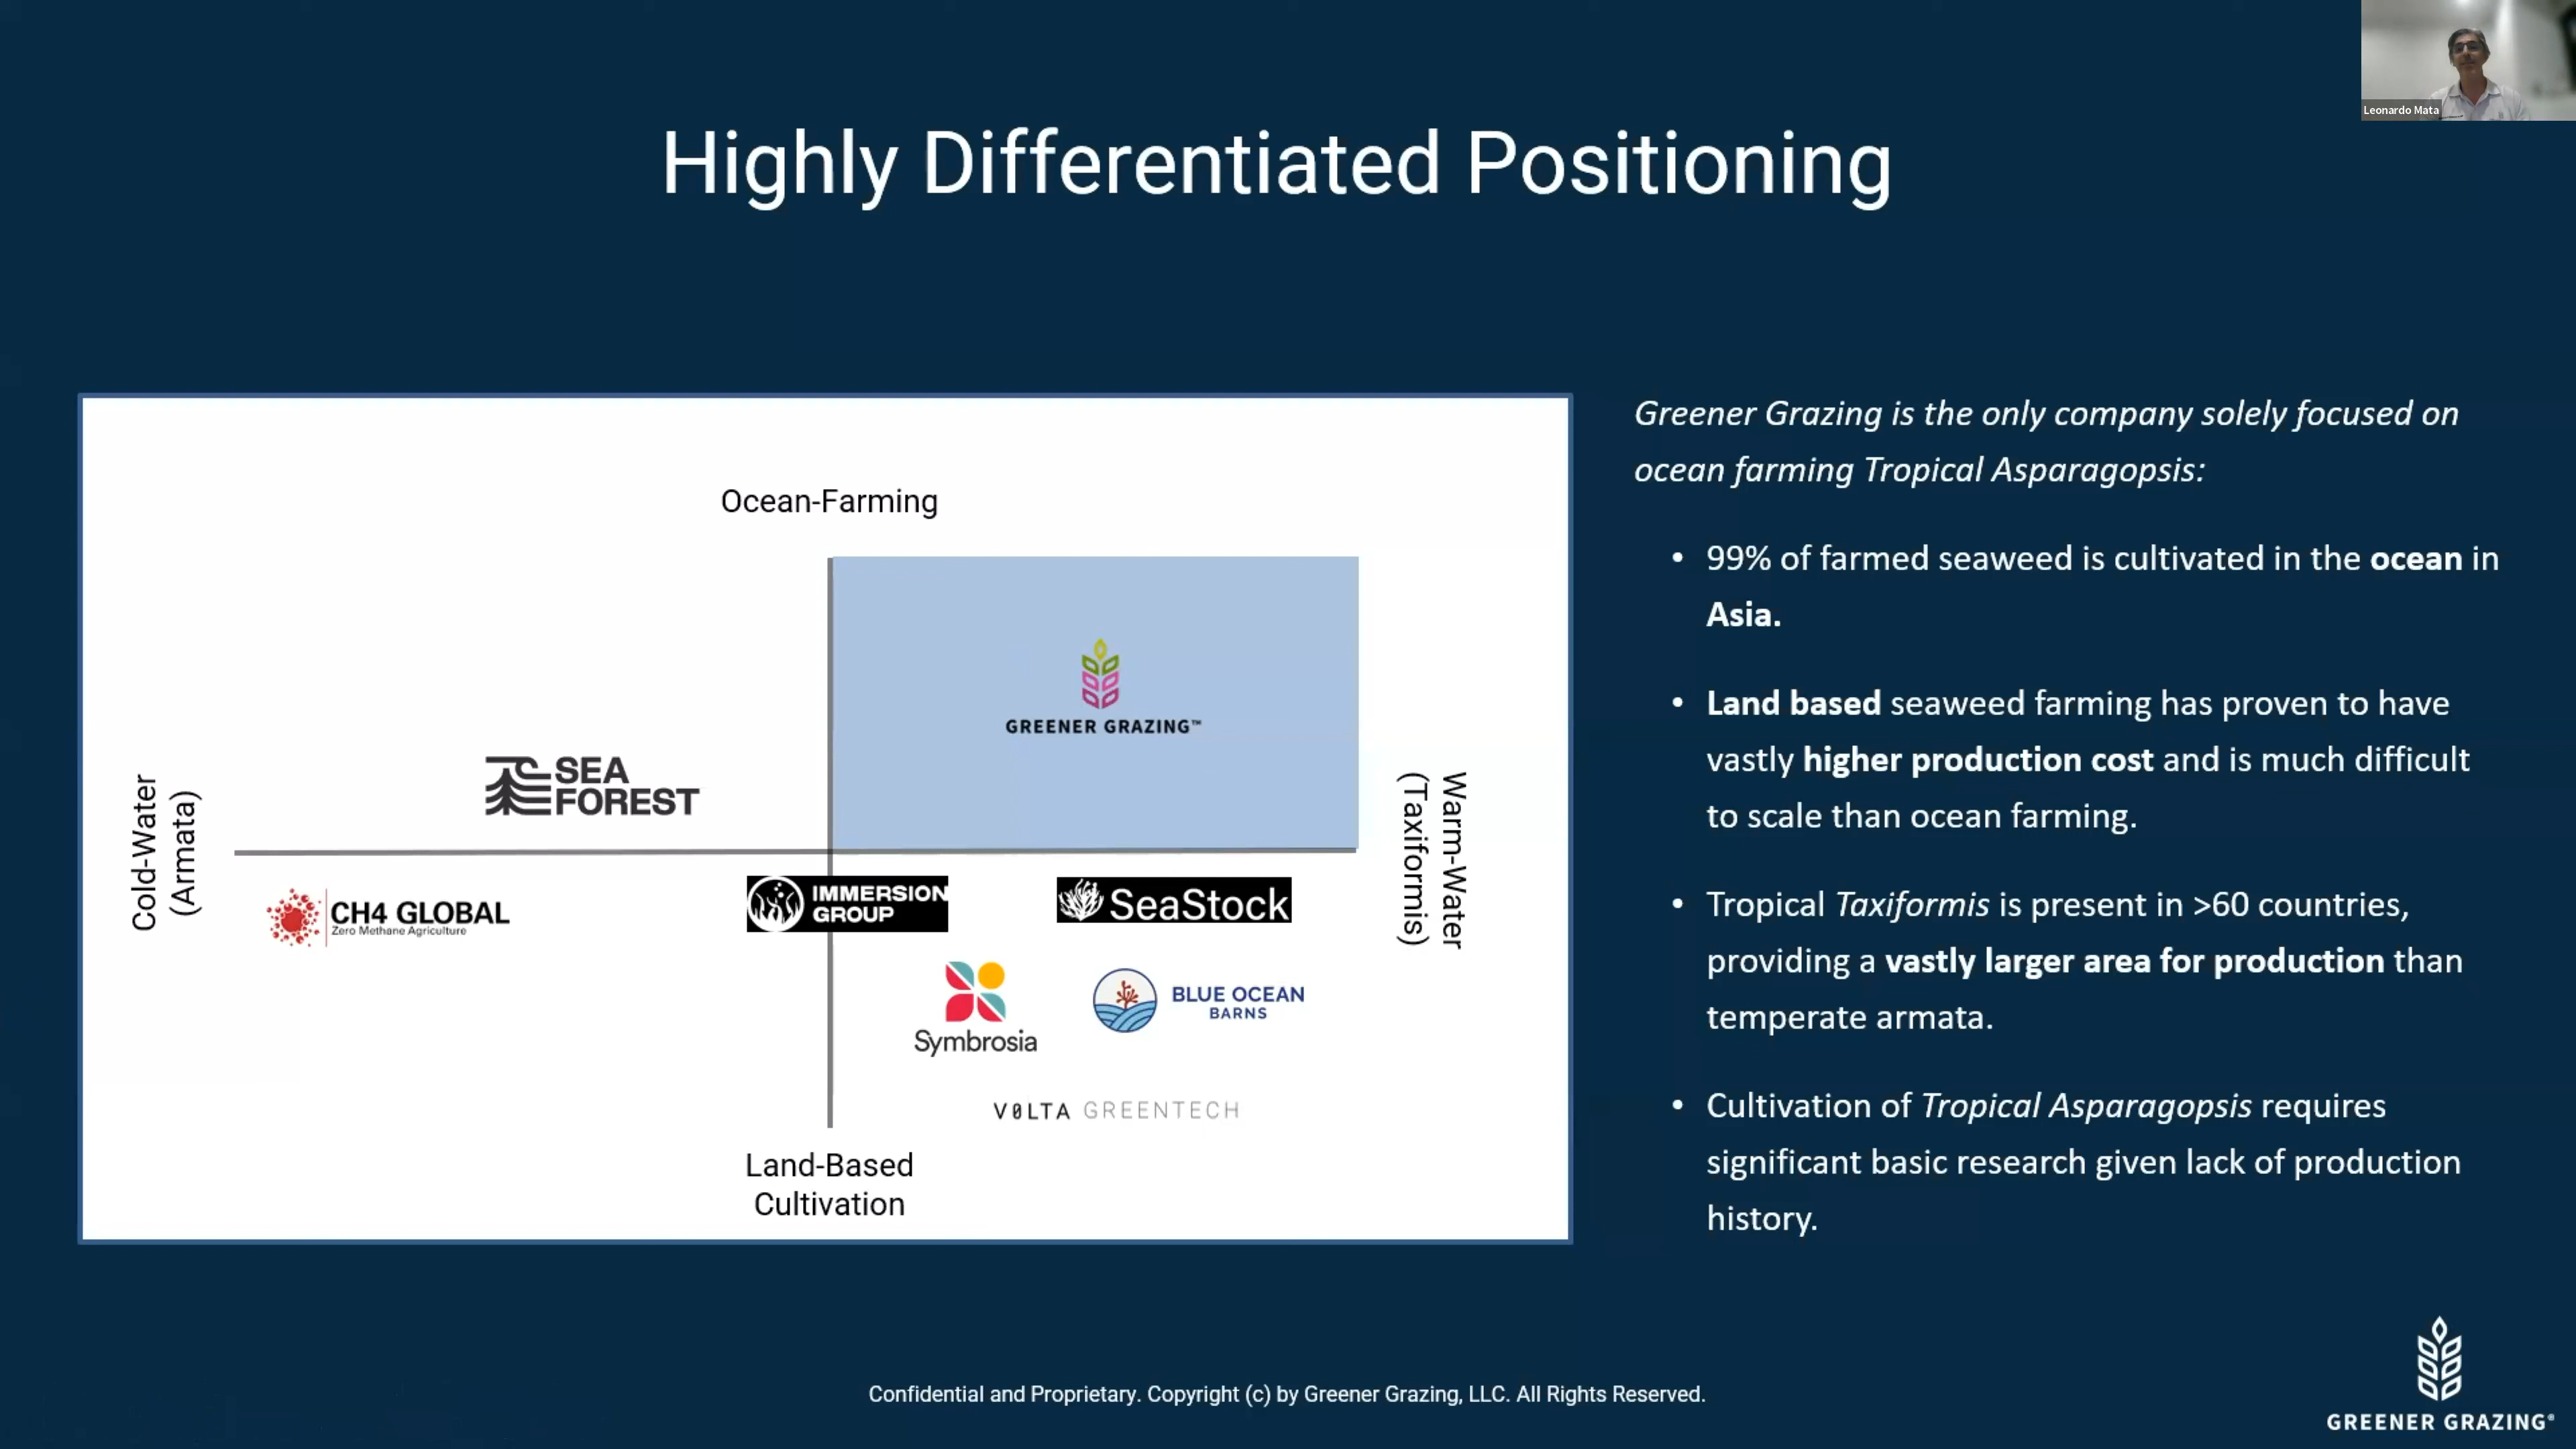 Leonardo Mata
Highly Differentiated Positioning
Ocean-Farming
GREENER GRAZING™
SEA
FOREST
Cold-Water
(Armata)
Warm-Water
(Taxiformis)
CH4 GLOBAL
Zero Methane Agriculture
IMMERSION
GROUP
SeaStock
Symbrosia
BLUE OCEAN
BARNS
VØLTA GREENTECH
Land-Based
Cultivation
Greener Grazing is the only company solely focused on
ocean farming Tropical Asparagopsis:
• 99% of farmed seaweed is cultivated in the ocean in
Asia.
• Land based seaweed farming has proven to have
vastly higher production cost and is much difficult
to scale than ocean farming.
• Tropical Taxiformis is present in >60 countries,
providing a vastly larger area for production than
temperate armata.
• Cultivation of Tropical Asparagopsis requires
significant basic research given lack of production
history.
Confidential and Proprietary. Copyright (c) by Greener Grazing, LLC. All Rights Reserved.
GREENER GRAZING®